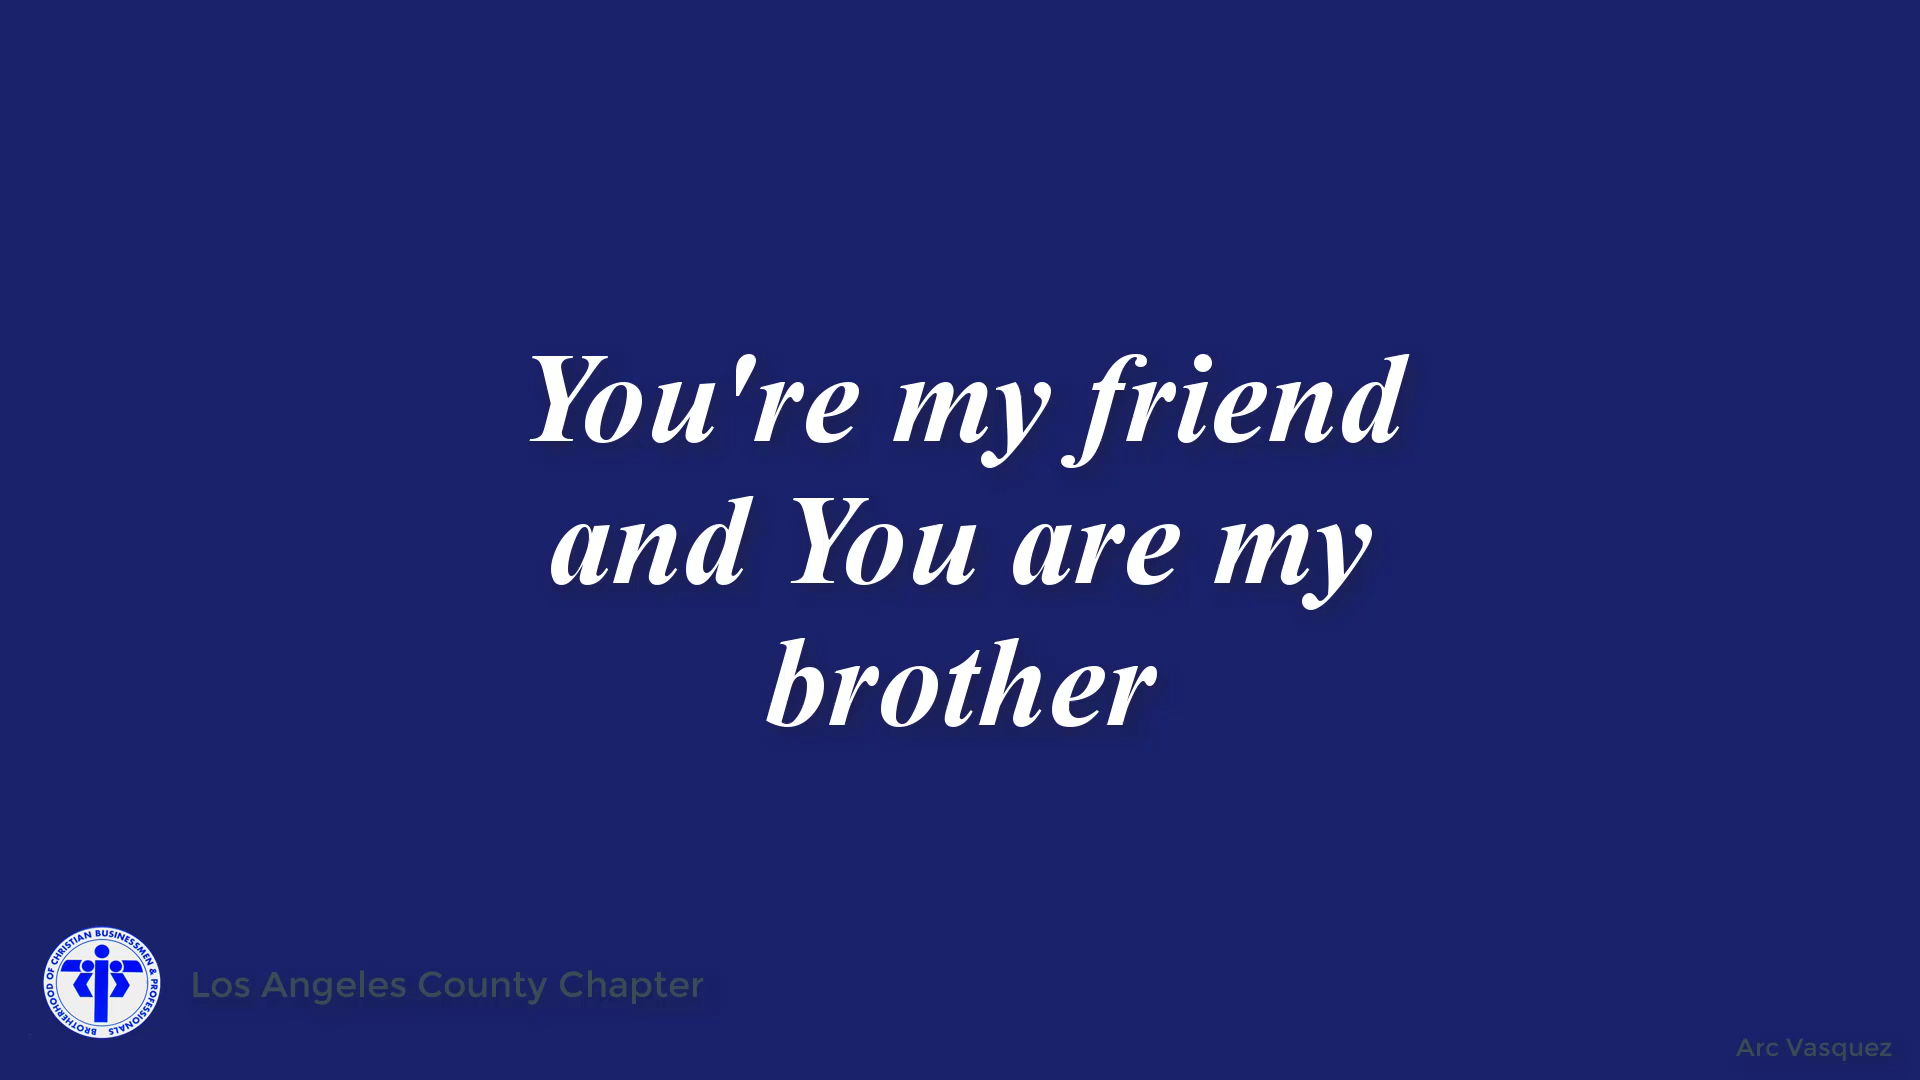 You're my friend
and You are my
brother
BROTHERHOOD OF CHRISTIAN BUSINESSMEN & PROFESSIONALS
Los Angeles County Chapter
Arc Vasquez